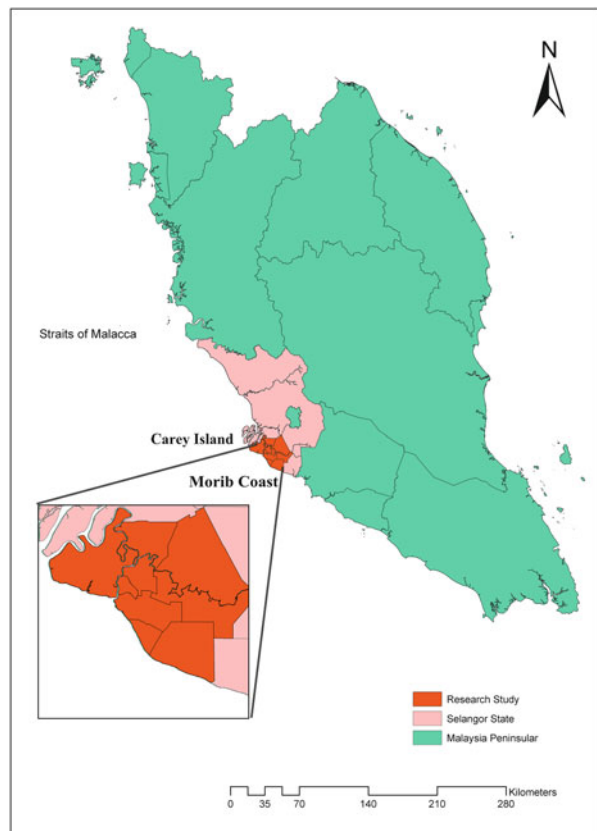 N
Straits of Malacca
Carey Island
Morib Coast
Research Study
Selangor State
Malaysia Peninsular
Kilometers
0 35 70 140 210 280